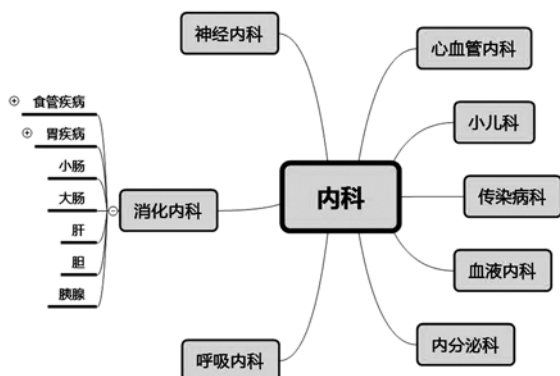 神经内科
心血管内科
食管疾病
胃疾病
小肠
大肠
肝
胆
胰腺
消化内科
内科
小儿科
传染病科
血液内科
呼吸内科
内分泌科